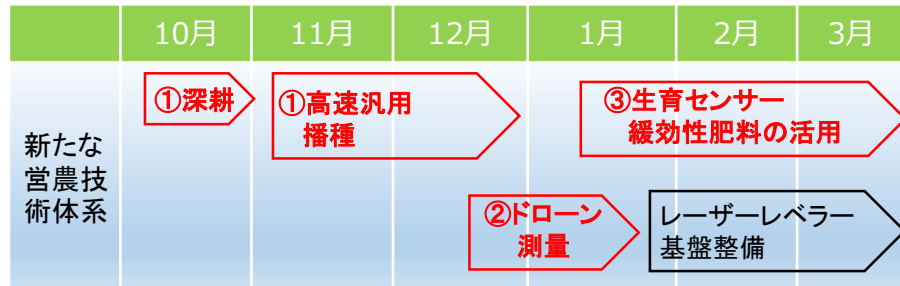 10月 11月 12月 1月 2月 3月
新たな
営農技
術体系
①深耕
①高速汎用
播種
③生育センサー
緩効性肥料の活用
②ドローン
測量
レーザーレベラー
基盤整備